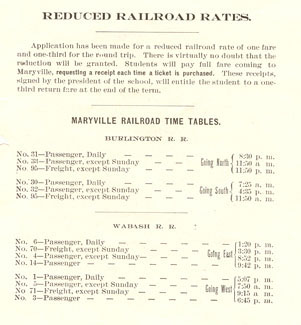 REDUCED RAILROAD RATES.
Application has been made for a reduced railroad rate of one fare
and one-third for the round trip. There is virtually no doubt that the
reduction will be granted. Students will pay full fare coming to
Maryville, requesting a receipt each time a ticket is purchased. These receipts,
signed by the president of the school, will entitle the student to a one-
third return fare at the end of the term.
MARYVILLE RAILROAD TIME TABLES.
BURLINGTON R. R.
No. 31—Passenger, Daily — — — — 8:30 p. m.
No. 33—Passenger, except Sunday — — — Going North 11:50 a. m.
No. 95—Freight, except Sunday — — — 11:50 p. m.
No. 30—Passenger, Daily — — — — 7:25 a. m.
No. 32—Passenger, except Sunday — — — Going South 4:35 p. m.
No. 95—Freight, except Sunday — — — 11:50 p. m.
WABASH R. R.
No. 6—Passenger, Daily — — — — 1:20 p. m.
No. 70—Freight, except Sunday — — — Going East 3:30 p. m.
No. 4—Passenger, except Sunday — — — 8:52 p. m.
No. 14—Passenger — — — — — 9:42 p. m.
No. 1—Passenger, Daily — — — — 5:07 p. m.
No. 5—Passenger, except Sunday — — — Going West 7:50 a. m.
No 71—Freight, except Sunday — — — 9:15 a. m.
No. 3—Passenger — — — — — 6:45 p. m.